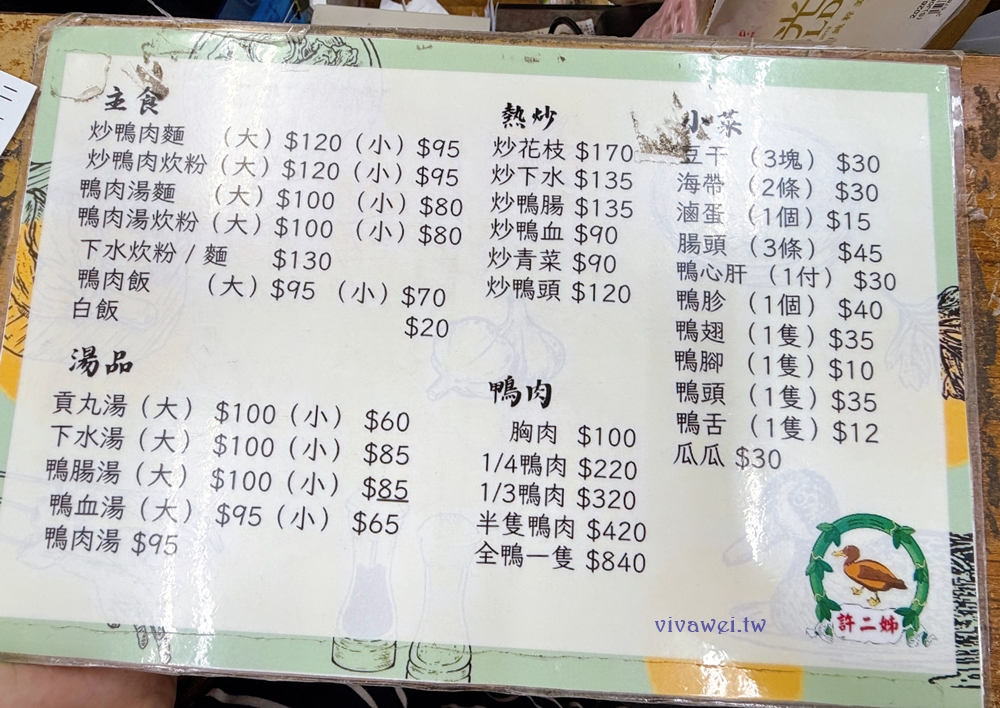 主食
炒鴨肉麵 （大）$120（小）$95
炒鴨肉炊粉（大）$120（小）$95
鴨肉湯麵 （大）$100 （小）$80
鴨肉湯炊粉（大）$100 （小）$80
下水炊粉 / 麵 $130
鴨肉飯 （大）$95 （小）$70
白飯 $20
湯品
貢丸湯（大） $100（小） $60
下水湯（大） $100（小） $85
鴨腸湯（大） $100（小） $85
鴨血湯（大） $95（小） $65
鴨肉湯 $95
熱炒
炒花枝 $170
炒下水 $135
炒鴨腸 $135
炒鴨血 $90
炒青菜 $90
炒鴨頭 $120
鴨肉
胸肉 $100
1/4鴨肉 $220
1/3鴨肉 $320
半隻鴨肉 $420
全鴨一隻 $840
小菜
豆干 （3塊） $30
海帶 （2條） $30
滷蛋 （1個） $15
腸頭 （3條） $45
鴨心肝 （1付） $30
鴨胗 （1個） $40
鴨翅 （1隻） $35
鴨腳 （1隻） $10
鴨頭 （1隻） $35
鴨舌 （1隻） $12
瓜瓜 $30
許二姊
vivawei.tw